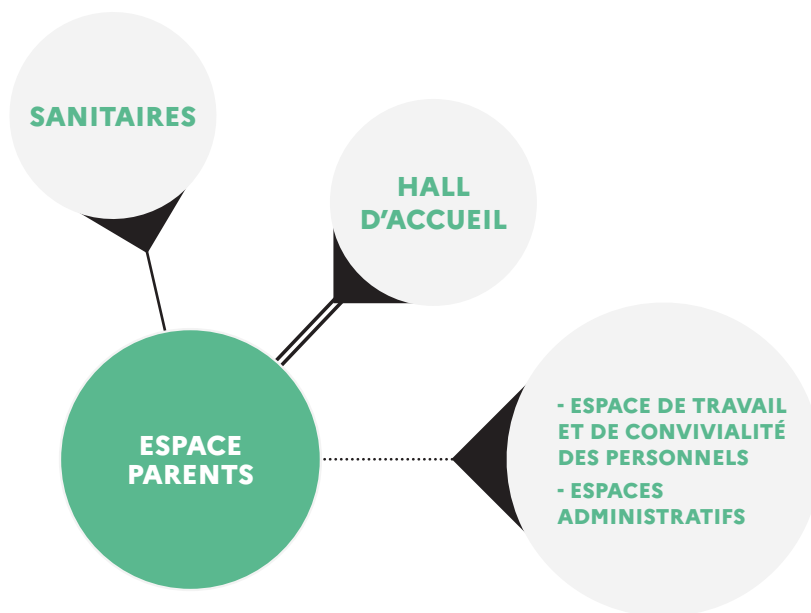 SANITAIRES
HALL
D’ACCUEIL
ESPACE
PARENTS
- ESPACE DE TRAVAIL
ET DE CONVIVIALITÉ
DES PERSONNELS
- ESPACES
ADMINISTRATIFS